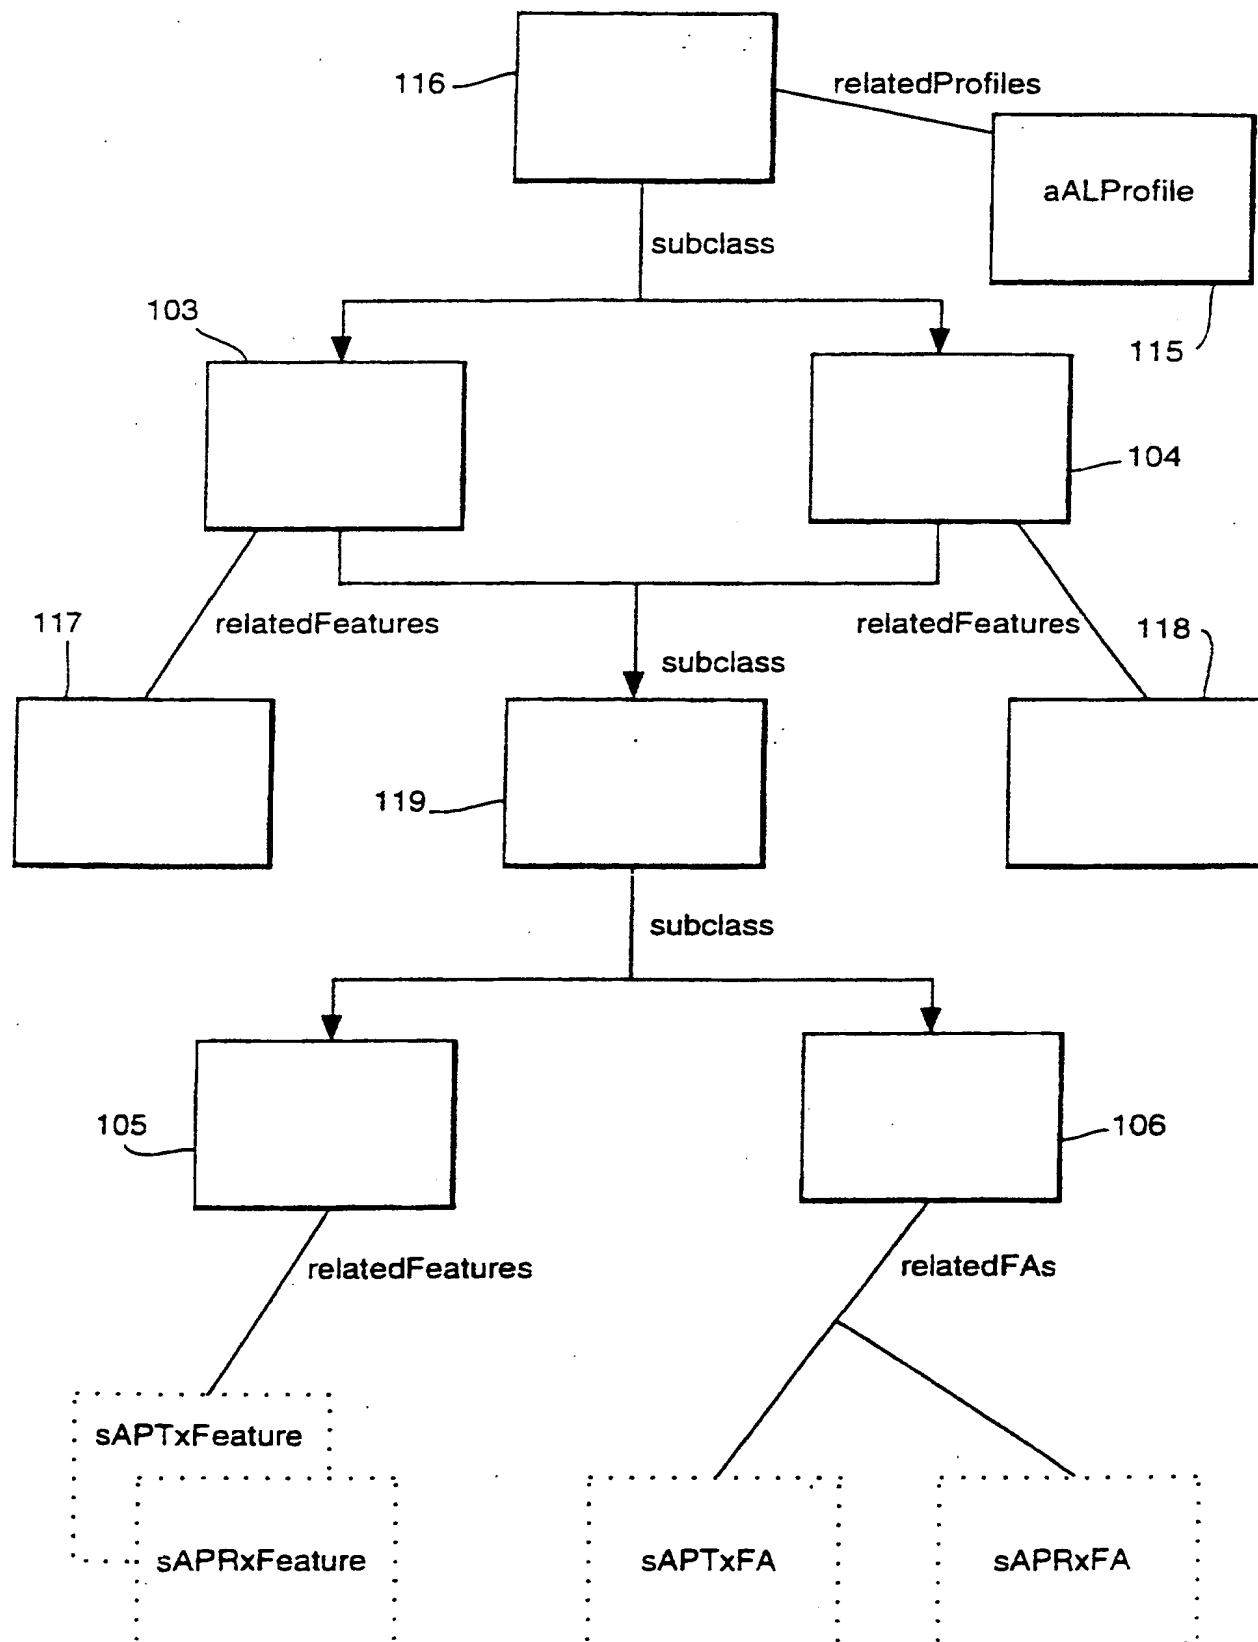 116
relatedProfiles
aALProfile
subclass
103
115
104
117
relatedFeatures
relatedFeatures
118
subclass
119
subclass
105
106
relatedFeatures
relatedFAs
sAPTxFeature
sAPRxFeature
sAPTxFA
sAPRxFA